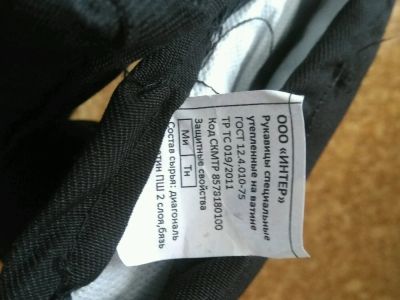 ООО «ИНТЕР»
Рукавицы специальные
утепленные на ватине
ГОСТ 12.4.010-75
ТР ТС 019/2011
Код СКМТР 8578180100
Защитные свойства
Ми Тн
Состав сырья: диагональ
ПШ 2 слоя, бязь